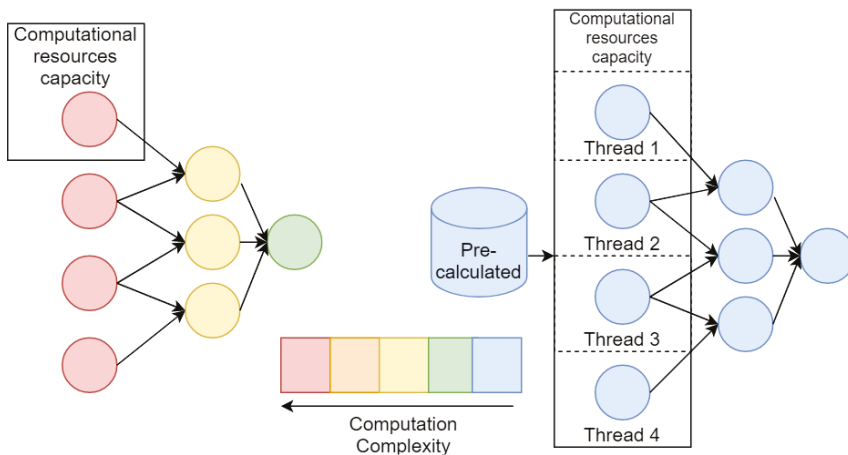 Computational
resources
capacity
Computational
resources
capacity
Thread 1
Thread 2
Pre-
calculated
Thread 3
Thread 4
Computation
Complexity